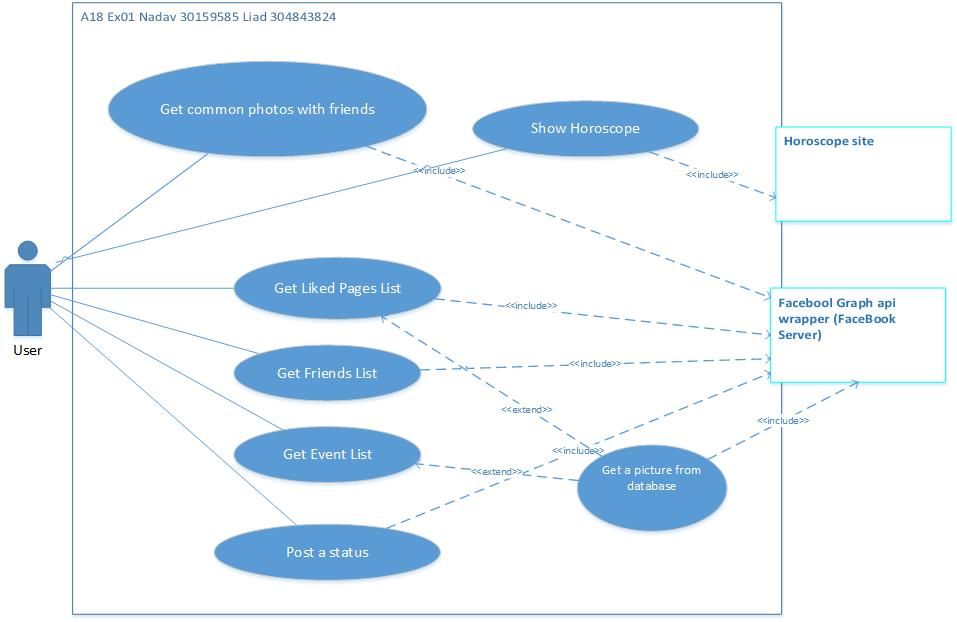 A18 Ex01 Nadav 30159585 Liad 304843824
Get common photos with friends
Show Horoscope
Horoscope site
<<include>>
<<include>>
User
Get Liked Pages List
<<include>>
Facebool Graph api
wrapper (FaceBook
Server)
Get Friends List
<<include>>
<<extend>>
<<include>>
Get Event List
<<include>>
<<extend>>
Get a picture from
database
Post a status